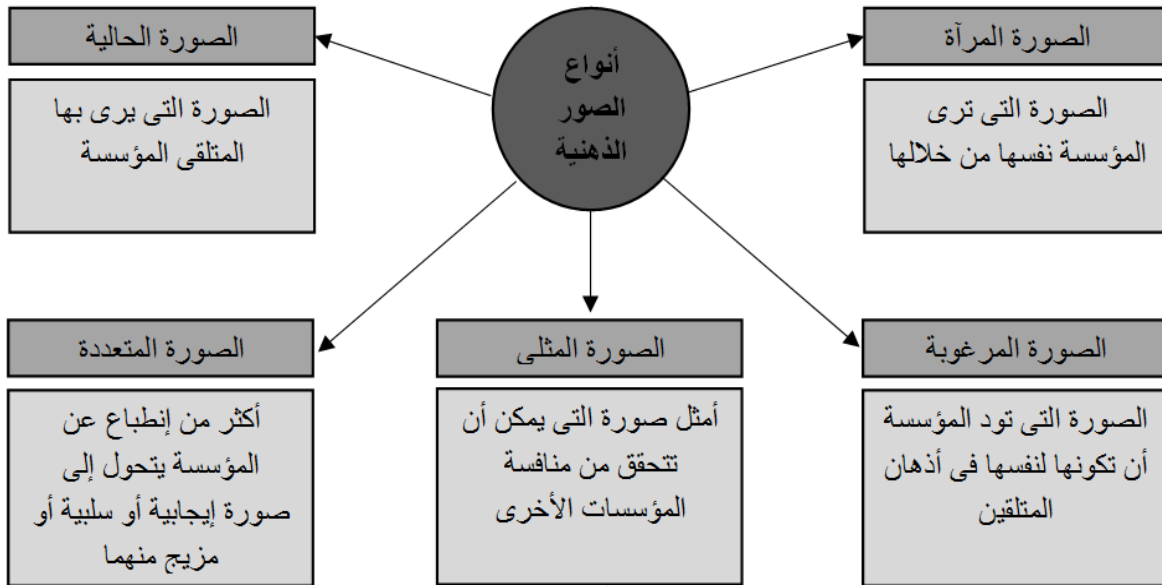 أنواع
الصور
الذهنية
الصورة المرآة
الصورة التى ترى
المؤسسة نفسها من خلالها
الصورة الحالية
الصورة التى يرى بها
المتلقى المؤسسة
الصورة المرغوبة
الصورة التى تود المؤسسة
أن تكونها لنفسها فى أذهان
المتلقين
الصورة المثلى
أمثل صورة التى يمكن أن
تتحقق من منافسة
المؤسسات الأخرى
الصورة المتعددة
أكثر من إنطباع عن
المؤسسة يتحول إلى
صورة إيجابية أو سلبية أو
مزيج منهما